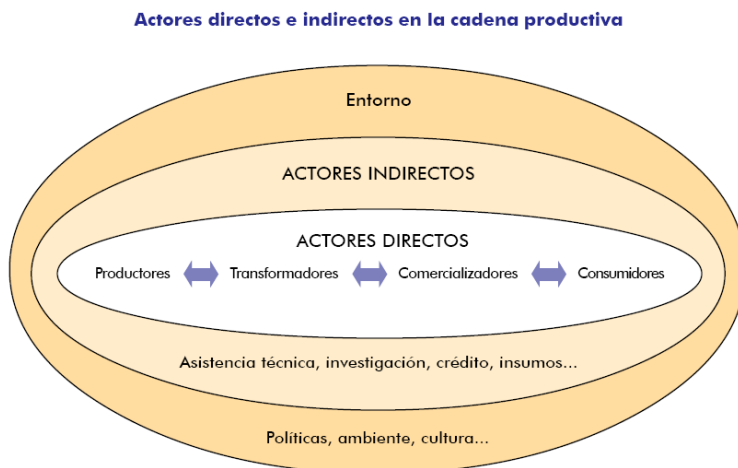 Actores directos e indirectos en la cadena productiva
Entorno
ACTORES INDIRECTOS
ACTORES DIRECTOS
Productores Transformadores Comercializadores Consumidores
Asistencia técnica, investigación, crédito, insumos...
Políticas, ambiente, cultura...